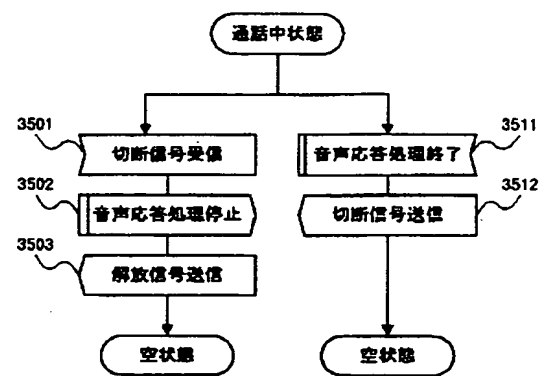 通話中状態
3501
切断信号受信
3502
音声応答処理停止
3503
解放信号送信
空状態
3511
音声応答処理終了
3512
切断信号送信
空状態